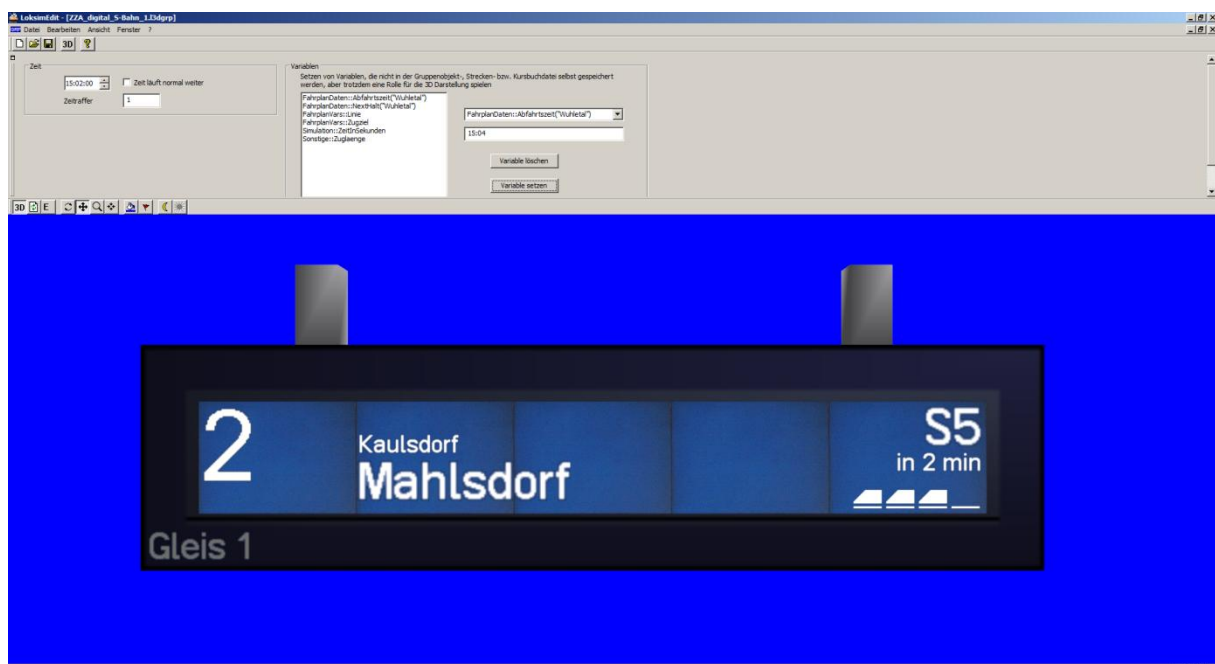 LoksimEdit - [ZZA_digital_S-Bahn_1.l3dgrp]
Datei Bearbeiten Ansicht Fenster ?
3D
Zeit
15:02:00
Zeit läuft normal weiter
Zeitraffer 1
Variablen
Setzen von Variablen, die nicht in der Gruppenobjekt-, Strecken- bzw. Kursbuchdatei selbst gespeichert
werden, aber trotzdem eine Rolle für die 3D Darstellung spielen
FahrplanDaten::Abfahrtszeit("Wuhletal")
FahrplanDaten::NextHalt("Wuhletal")
FahrplanVars::Linie
FahrplanVars::Zugziel
Simulation::ZeitInSekunden
Sonstige::Zuglaenge
FahrplanDaten::Abfahrtszeit("Wuhletal")
15:04
Variable löschen
Variable setzen
3D E
2
Kaulsdorf
Mahlsdorf
S5
in 2 min
Gleis 1